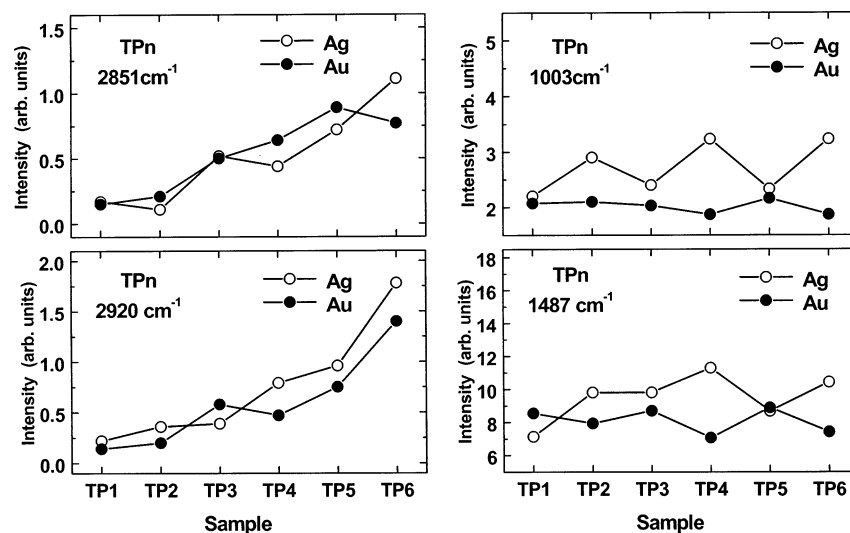 TPn
2851cm-1
Ag
Au
Intensity (arb. units)
1.5
1.0
0.5
0.0
TPn
1003cm-1
Ag
Au
Intensity (arb. units)
5
4
3
2
TPn
2920 cm-1
Ag
Au
Intensity (arb. units)
2.0
1.5
1.0
0.5
0.0
TP1 TP2 TP3 TP4 TP5 TP6
Sample
TPn
1487 cm-1
Ag
Au
Intensity (arb. units)
18
16
14
12
10
8
6
TP1 TP2 TP3 TP4 TP5 TP6
Sample